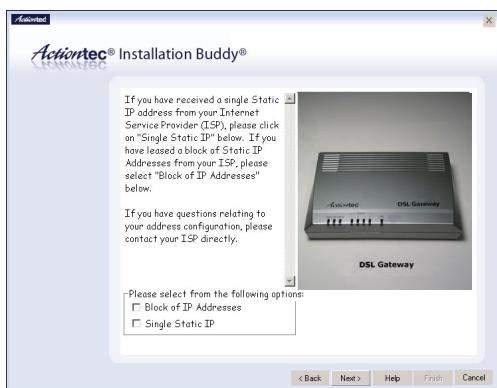 Actiontec
Actiontec® Installation Buddy®
If you have received a single Static
IP address from your Internet
Service Provider (ISP), please click
on "Single Static IP" below. If you
have leased a block of Static IP
Addresses from your ISP, please
select "Block of IP Addresses"
below.
If you have questions relating to
your address configuration, please
contact your ISP directly.
Actiontec
DSL Gateway
DSL Gateway
Please select from the following options:
Block of IP Addresses
Single Static IP
< Back
Next >
Help
Finish
Cancel